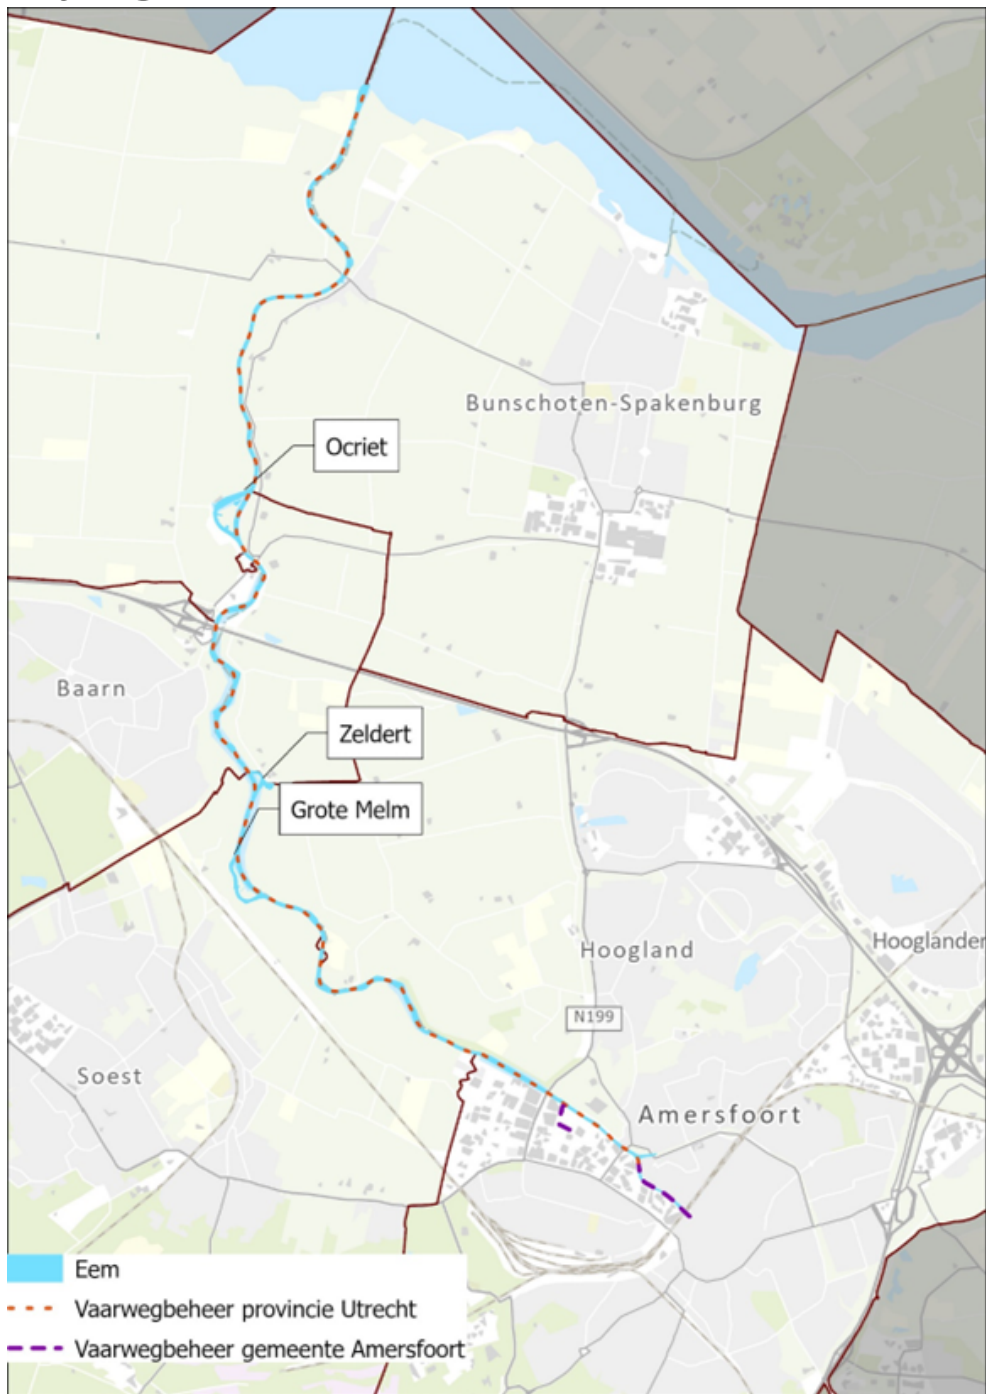 Bunschoten-Spakenburg
Ocriet
Baarn
Zeldert
Grote Melm
Hoogland
Hooglander
N199
Soest
Amersfoort
Eem
Vaarwegbeheer provincie Utrecht
Vaarwegbeheer gemeente Amersfoort